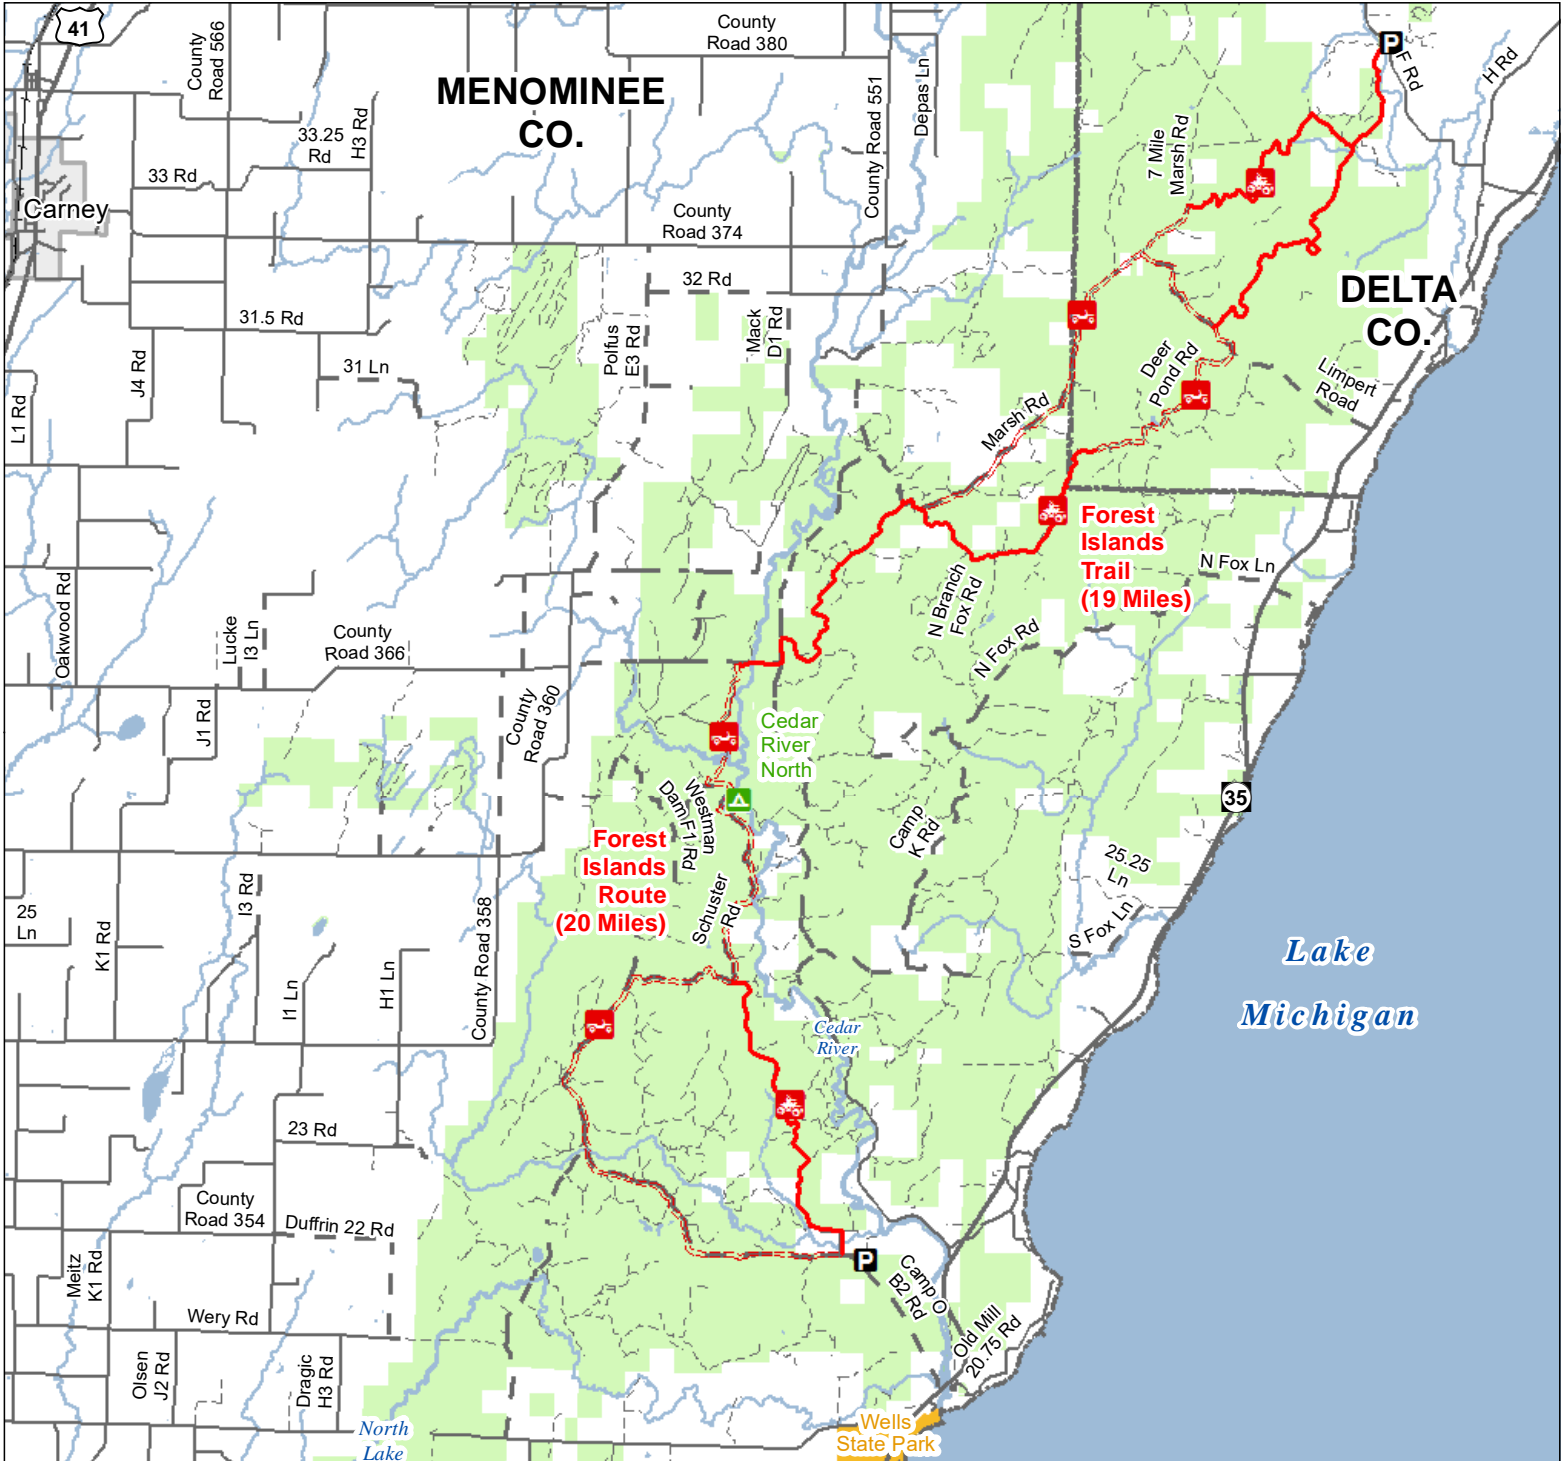 41
County
Road 566
County
Road 380
MENOMINEE
CO.
County Road 551
Depas Ln
P
F Rd
H Rd
33.25
Rd
H3 Rd
7 Mile
Marsh Rd
33 Rd
Carney
County
Road 374
32 Rd
DELTA
CO.
31.5 Rd
Polfus
E3 Rd
Mack
D1 Rd
J4 Rd
31 Ln
L1 Rd
Deer
Pond Rd
Limpert
Road
Marsh Rd
Forest
Islands
Trail
(19 Miles)
N Fox Ln
N Branch
Fox Rd
N Fox Rd
Oakwood Rd
Lucke
I3 Ln
County
Road 366
County
Road 360
J1 Rd
Cedar
River
North
Westman
Dam F1 Rd
35
Camp
K Rd
Forest
Islands
Route
(20 Miles)
25.25
Ln
I3 Rd
25
Ln
K1 Rd
Schuster
Rd
S Fox Ln
County Road 358
Lake
Michigan
I1 Ln
H1 Ln
Cedar
River
23 Rd
County
Road 354
Duffrin 22 Rd
P
Meitz
K1 Rd
Camp O
B2 Rd
Wery Rd
Old Mill
20.75 Rd
Olsen
J2 Rd
Dragic
H3 Rd
North
Lake
Wells
State Park